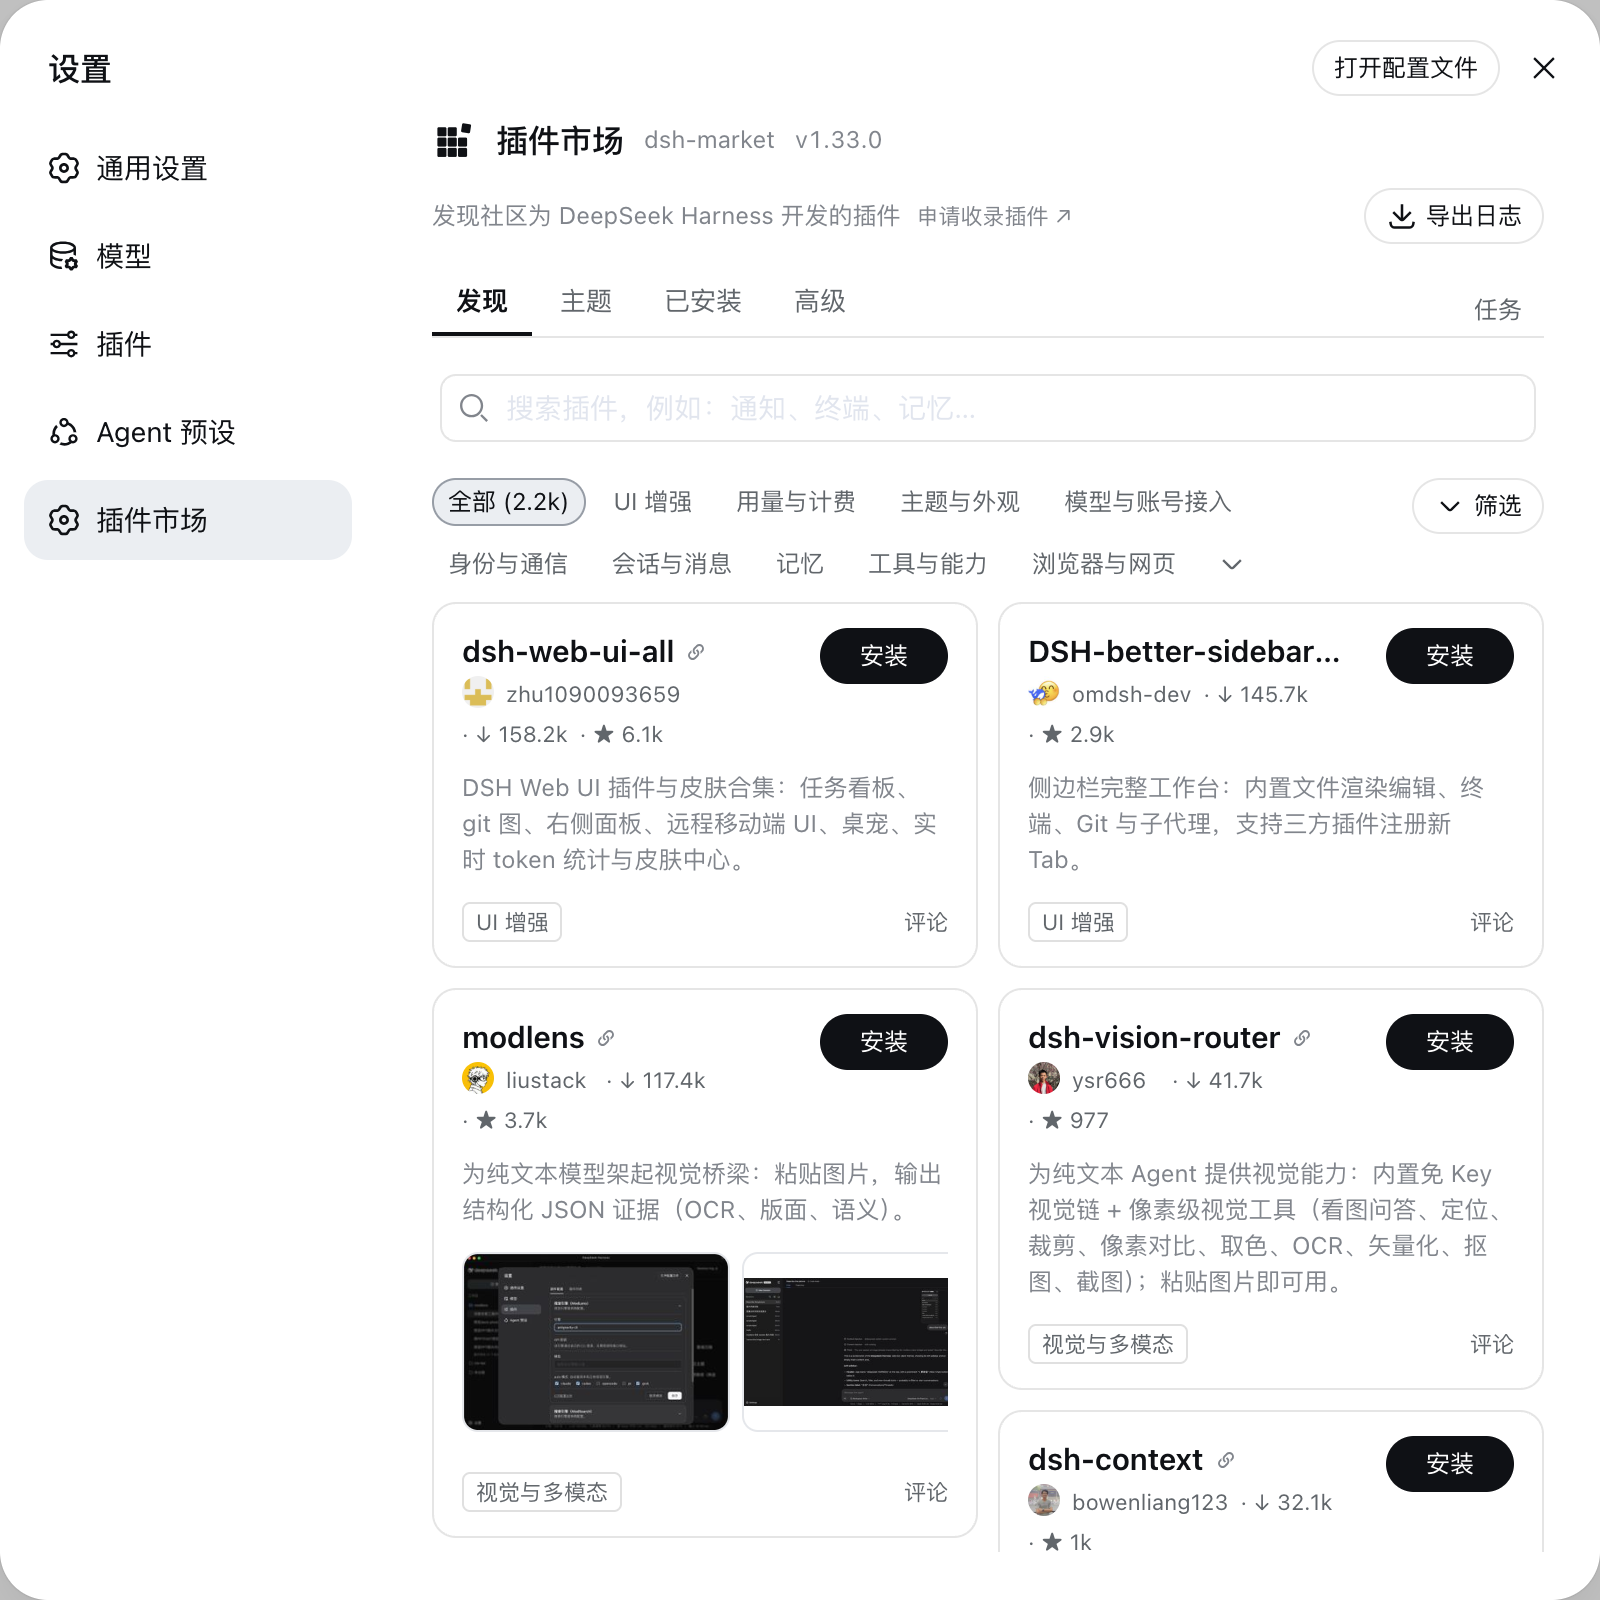 设置
打开配置文件
通用设置
模型
插件
Agent 预设
插件市场
插件市场 dsh-market v1.33.0
发现社区为 DeepSeek Harness 开发的插件 申请收录插件 ↗
导出日志
发现 主题 已安装 高级 任务
搜索插件，例如：通知、终端、记忆...
全部 (2.2k) UI 增强 用量与计费 主题与外观 模型与账号接入
筛选
身份与通信 会话与消息 记忆 工具与能力 浏览器与网页
dsh-web-ui-all
安装
zhu1090093659
· ↓ 158.2k · ★ 6.1k
DSH Web UI 插件与皮肤合集：任务看板、
git 图、右侧面板、远程移动端 UI、桌宠、实
时 token 统计与皮肤中心。
UI 增强
评论
DSH-better-sidebar...
安装
omdsh-dev · ↓ 145.7k
· ★ 2.9k
侧边栏完整工作台：内置文件渲染编辑、终
端、Git 与子代理，支持三方插件注册新
Tab。
UI 增强
评论
modlens
安装
liustack · ↓ 117.4k
· ★ 3.7k
为纯文本模型架起视觉桥梁：粘贴图片，输出
结构化 JSON 证据（OCR、版面、语义）。
视觉与多模态
评论
dsh-vision-router
安装
ysr666 · ↓ 41.7k
· ★ 977
为纯文本 Agent 提供视觉能力：内置免 Key
视觉链 + 像素级视觉工具（看图问答、定位、
裁剪、像素对比、取色、OCR、矢量化、抠
图、截图）；粘贴图片即可用。
视觉与多模态
评论
dsh-context
安装
bowenliang123 · ↓ 32.1k
· ★ 1k